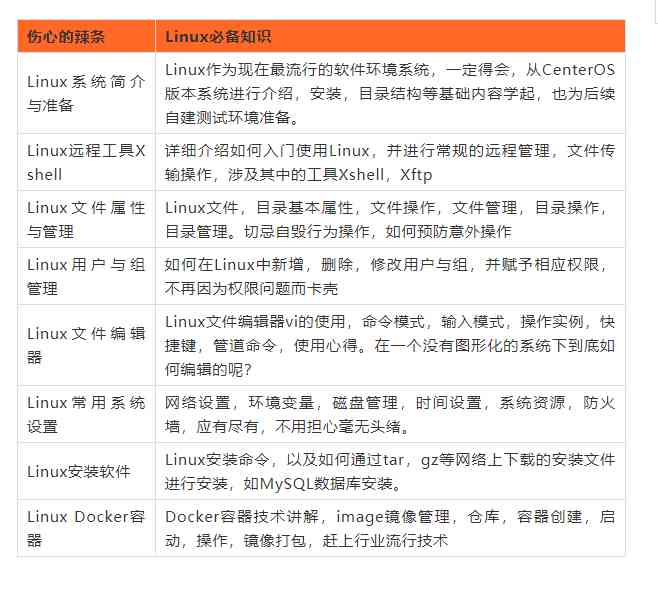 伤心的辣条
Linux必备知识
Linux系统简介
与准备
Linux作为现在最流行的软件环境系统，一定得会，从CenterOS
版本系统进行介绍，安装，目录结构等基础内容学起，也为后续
自建测试环境准备。
Linux远程工具X
shell
详细介绍如何入门使用Linux，并进行常规的远程管理，文件传
输操作，涉及其中的工具Xshell，Xftp
Linux文件属性
与管理
Linux文件，目录基本属性，文件操作，文件管理，目录操作，
目录管理。切忌自毁行为操作，如何预防意外操作
Linux用户与组
管理
如何在Linux中新增，删除，修改用户与组，并赋予相应权限，
不再因为权限问题而卡壳
Linux文件编辑
器
Linux文件编辑器vi的使用，命令模式，输入模式，操作实例，快
捷键，管道命令，使用心得。在一个没有图形化的系统下到底如
何编辑的呢？
Linux常用系统
设置
网络设置，环境变量，磁盘管理，时间设置，系统资源，防火
墙，应有尽有，不用担心毫无头绪。
Linux安装软件
Linux安装命令，以及如何通过tar，gz等网络上下载的安装文件
进行安装，如MySQL数据库安装。
Linux Docker容
器
Docker容器技术讲解，image镜像管理，仓库，容器创建，启
动，操作，镜像打包，赶上行业流行技术